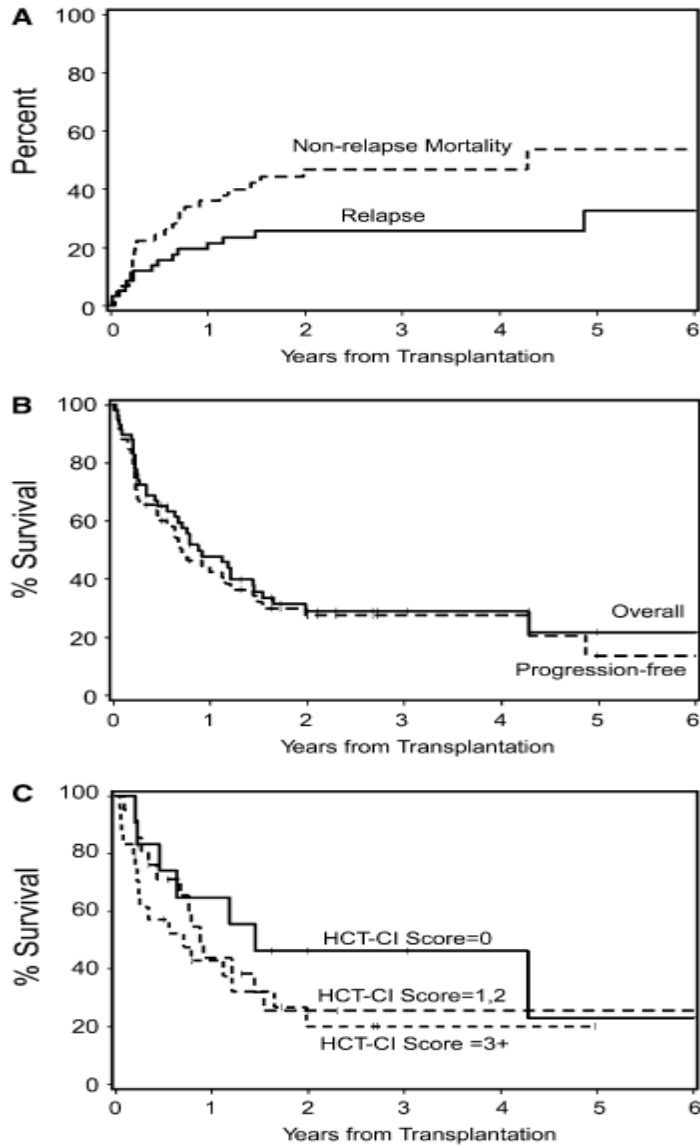 A
100
80
60
40
20
0
Percent
Non-relapse Mortality
Relapse
0 1 2 3 4 5 6
Years from Transplantation
B
100
80
60
40
20
0
% Survival
Overall
Progression-free
0 1 2 3 4 5 6
Years from Transplantation
C
100
80
60
40
20
0
% Survival
HCT-CI Score=0
HCT-CI Score=1,2
HCT-CI Score =3+
0 1 2 3 4 5 6
Years from Transplantation